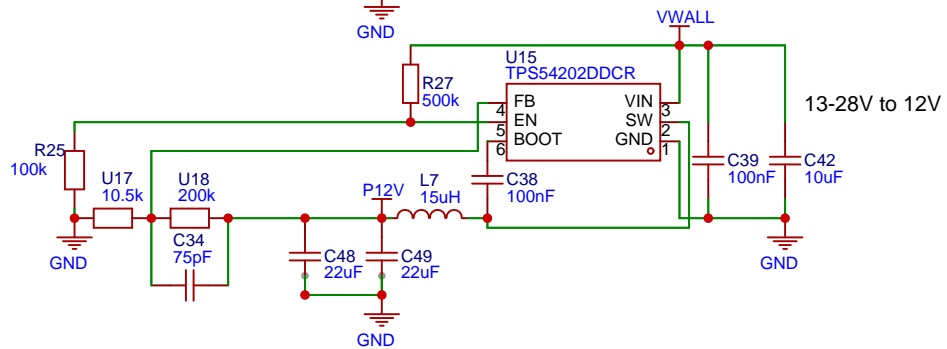 GND
VWALL
U15
TPS54202DDCR
R27
500k
FB
VIN
4
3
EN
SW
5
2
BOOT
GND
6
1
13-28V to 12V
R25
100k
U17
10.5k
U18
200k
P12V
L7
15uH
C38
100nF
C39
100nF
C42
10uF
C34
75pF
GND
C48
22uF
C49
22uF
GND
GND